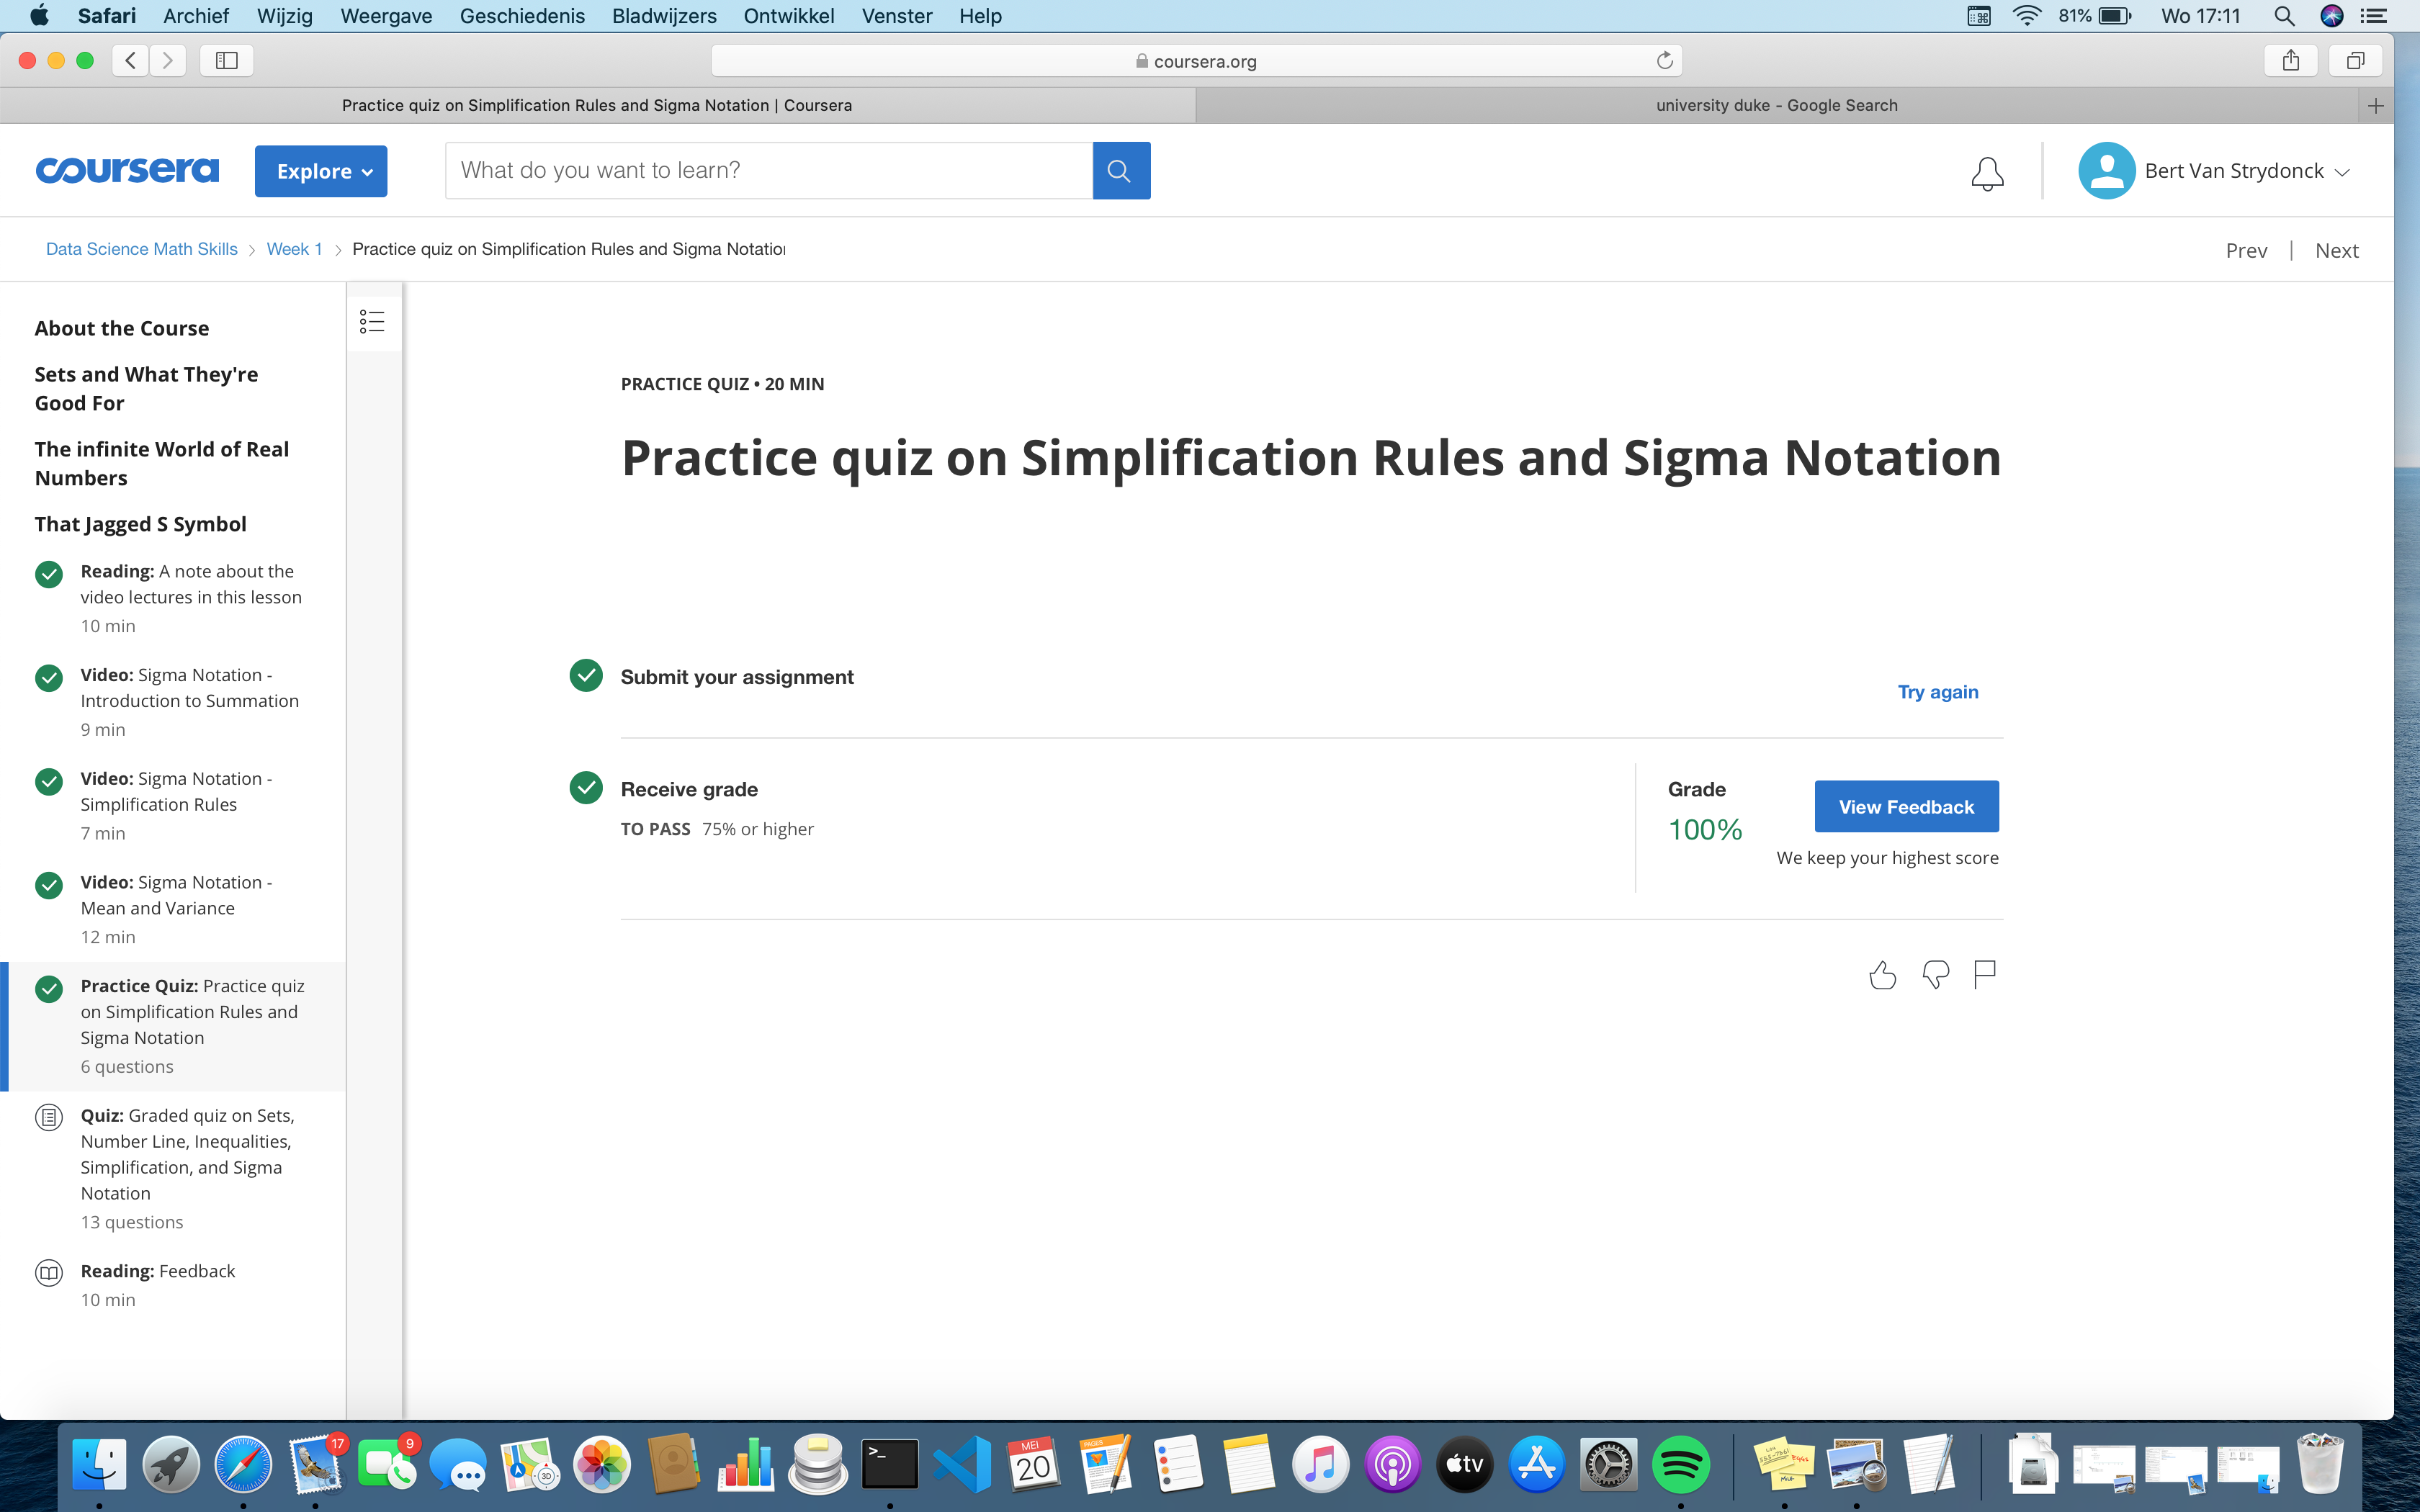 Safari Archief Wijzig Weergave Geschiedenis Bladwijzers Ontwikkel Venster Help 81% Wo 17:11
coursera.org
Practice quiz on Simplification Rules and Sigma Notation | Coursera
university duke - Google Search
coursera Explore What do you want to learn? Bert Van Strydonck
Data Science Math Skills > Week 1 > Practice quiz on Simplification Rules and Sigma Notation
Prev | Next
About the Course
Sets and What They're
Good For
The infinite World of Real
Numbers
That Jagged S Symbol
Reading: A note about the
video lectures in this lesson
10 min
Video: Sigma Notation -
Introduction to Summation
9 min
Video: Sigma Notation -
Simplification Rules
7 min
Video: Sigma Notation -
Mean and Variance
12 min
Practice Quiz: Practice quiz
on Simplification Rules and
Sigma Notation
6 questions
Quiz: Graded quiz on Sets,
Number Line, Inequalities,
Simplification, and Sigma
Notation
13 questions
Reading: Feedback
10 min
PRACTICE QUIZ • 20 MIN
Practice quiz on Simplification Rules and Sigma Notation
Submit your assignment
Try again
Receive grade
TO PASS 75% or higher
Grade
100%
View Feedback
We keep your highest score
17
9
3D
>_
MEI
20
PAGES
tv